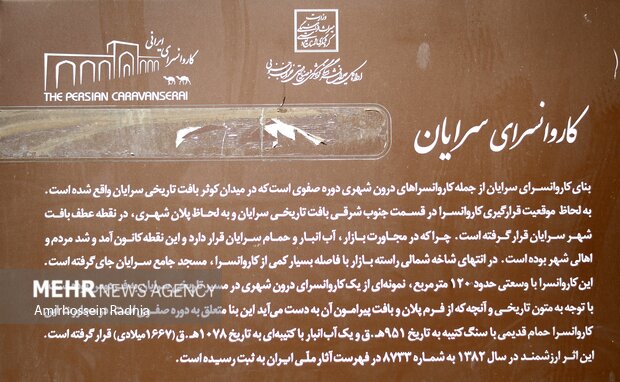 کاروانسرای ایرانی
THE PERSIAN CARAVANSERAI
وزارت
کاروانسرای سرایان
بنای کاروانسرای سرایان از جمله کاروانسراهای درون شهری دوره صفوی است که در میدان کوثر بافت تاریخی سرایان واقع شده است.
به لحاظ موقعیت قرارگیری کاروانسرا در قسمت جنوب شرقی بافت تاریخی سرایان و به لحاظ پلان شهری، در نقطه عطف بافت
شهر سرایان قرار گرفته است. چرا که در مجاورت بازار، آب انبار و حمام سرایان قرار دارد و این نقطه کانون آمد و شد مردم و
اهالی شهر بوده است. در انتهای شاخه شمالی راسته بازار با فاصله بسیار کمی از کاروانسرا، مسجد جامع سرایان جای گرفته است.
این کاروانسرا با وسعتی حدود ۱۲۰ مترمربع، نمونه‌ای از یک کاروانسرای درون شهری در مسیر
با توجه به متون تاریخی و آنچه که از فرم پلان و بافت پیرامون آن به دست می‌آید این بنا متعلق به دوره
کاروانسرا حمام قدیمی با سنگ کتیبه به تاریخ ۹۵۱هـ.ق و یک آب انبار با کتیبه‌ای به تاریخ ۱۰۷۸هـ.ق(۱۶۶۷میلادی) قرار گرفته است.
این اثر ارزشمند در سال ۱۳۸۲ به شماره ۸۷۳۳ در فهرست آثار ملی ایران به ثبت رسیده است.
MEHR NEWS AGENCY
Amirhossein Radnia